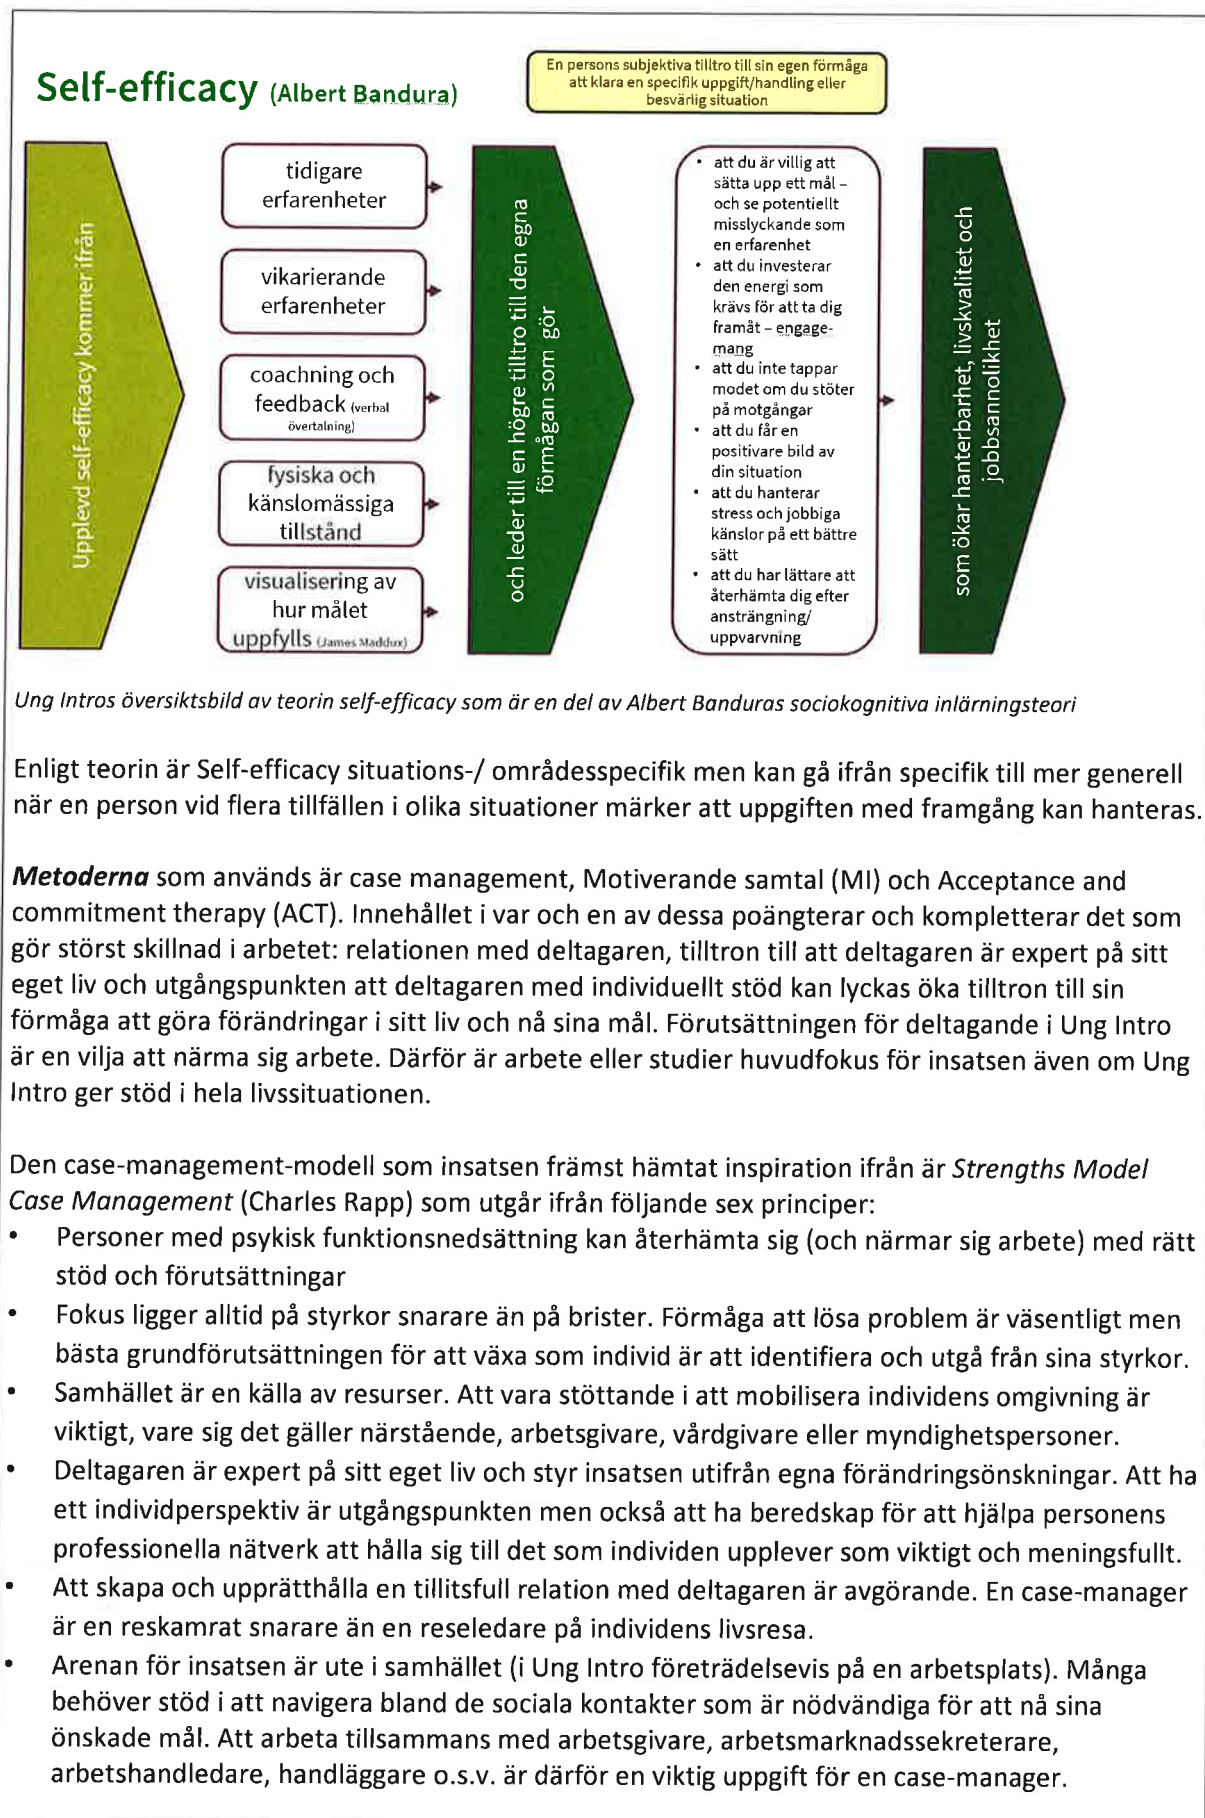 Self-efficacy (Albert Bandura)
En persons subjektiva tilltro till sin egen förmåga
att klara en specifik uppgift/handling eller
besvärlig situation
Upplevd self-efficacy kommer ifrån
tidigare
erfarenheter
vikarierande
erfarenheter
coachning och
feedback (verbal
övertalning)
fysiska och
känslomässiga
tillstånd
visualisering av
hur målet
uppfylls (James Maddux)
och leder till en högre tilltro till den egna
förmågan som gör
• att du är villig att
sätta upp ett mål –
och se potentiellt
misslyckande som
en erfarenhet
• att du investerar
den energi som
krävs för att ta dig
framåt – engage-
mang
• att du inte tappar
modet om du stöter
på motgångar
• att du får en
positivare bild av
din situation
• att du hanterar
stress och jobbiga
känslor på ett bättre
sätt
• att du har lättare att
återhämta dig efter
ansträngning/
uppvarvning
som ökar hanterbarhet, livskvalitet och
jobbsannolikhet
Ung Intros översiktsbild av teorin self-efficacy som är en del av Albert Banduras sociokognitiva inlärningsteori
Enligt teorin är Self-efficacy situations-/ områdesspecifik men kan gå ifrån specifik till mer generell
när en person vid flera tillfällen i olika situationer märker att uppgiften med framgång kan hanteras.
Metoderna som används är case management, Motiverande samtal (MI) och Acceptance and
commitment therapy (ACT). Innehållet i var och en av dessa poängterar och kompletterar det som
gör störst skillnad i arbetet: relationen med deltagaren, tilltron till att deltagaren är expert på sitt
eget liv och utgångspunkten att deltagaren med individuellt stöd kan lyckas öka tilltron till sin
förmåga att göra förändringar i sitt liv och nå sina mål. Förutsättningen för deltagande i Ung Intro
är en vilja att närma sig arbete. Därför är arbete eller studier huvudfokus för insatsen även om Ung
Intro ger stöd i hela livssituationen.
Den case-management-modell som insatsen främst hämtat inspiration ifrån är Strengths Model
Case Management (Charles Rapp) som utgår ifrån följande sex principer:
• Personer med psykisk funktionsnedsättning kan återhämta sig (och närmar sig arbete) med rätt
stöd och förutsättningar
• Fokus ligger alltid på styrkor snarare än på brister. Förmåga att lösa problem är väsentligt men
bästa grundförutsättningen för att växa som individ är att identifiera och utgå från sina styrkor.
• Samhället är en källa av resurser. Att vara stöttande i att mobilisera individens omgivning är
viktigt, vare sig det gäller närstående, arbetsgivare, vårdgivare eller myndighetspersoner.
• Deltagaren är expert på sitt eget liv och styr insatsen utifrån egna förändringsönskningar. Att ha
ett individperspektiv är utgångspunkten men också att ha beredskap för att hjälpa personens
professionella nätverk att hålla sig till det som individen upplever som viktigt och meningsfullt.
• Att skapa och upprätthålla en tillitsfull relation med deltagaren är avgörande. En case-manager
är en reskamrat snarare än en reseledare på individens livsresa.
• Arenan för insatsen är ute i samhället (i Ung Intro företrädelsevis på en arbetsplats). Många
behöver stöd i att navigera bland de sociala kontakter som är nödvändiga för att nå sina
önskade mål. Att arbeta tillsammans med arbetsgivare, arbetsmarknadssekreterare,
arbetshandledare, handläggare o.s.v. är därför en viktig uppgift för en case-manager.